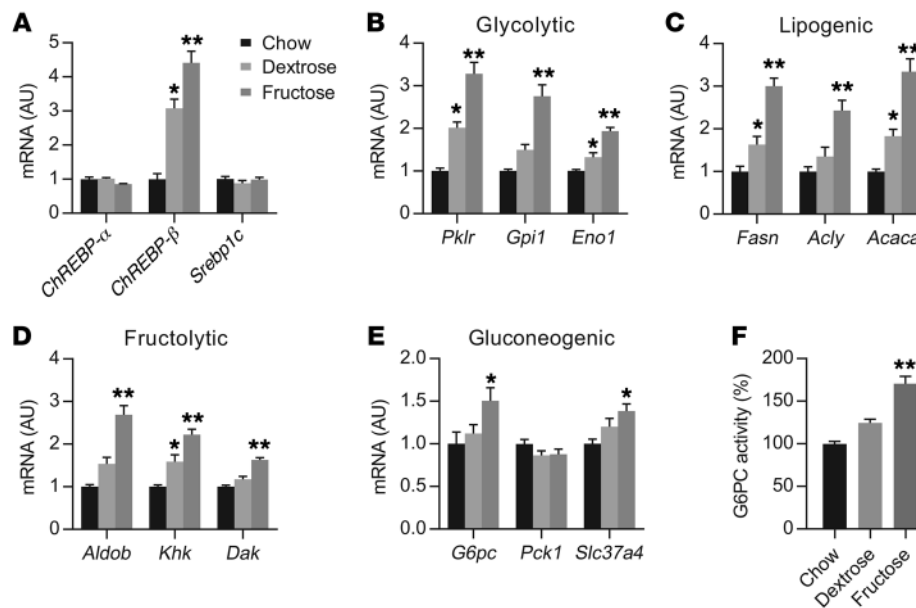 A
mRNA (AU)
5
4
3
2
1
0
* **
Chow
Dextrose
Fructose
ChREBP-α
ChREBP-β
Srebp1c
B
Glycolytic
mRNA (AU)
4
3
2
1
0
* ** ** * **
Pklr Gpi1 Eno1
C
Lipogenic
mRNA (AU)
4
3
2
1
0
* ** ** * **
Fasn Acly Acaca
D
Fructolytic
mRNA (AU)
4
3
2
1
0
** * ** **
Aldob Khk Dak
E
Gluconeogenic
mRNA (AU)
2.0
1.5
1.0
0.5
0.0
* *
G6pc Pck1 Slc37a4
F
G6PC activity (%)
200
150
100
50
0
**
Chow
Dextrose
Fructose